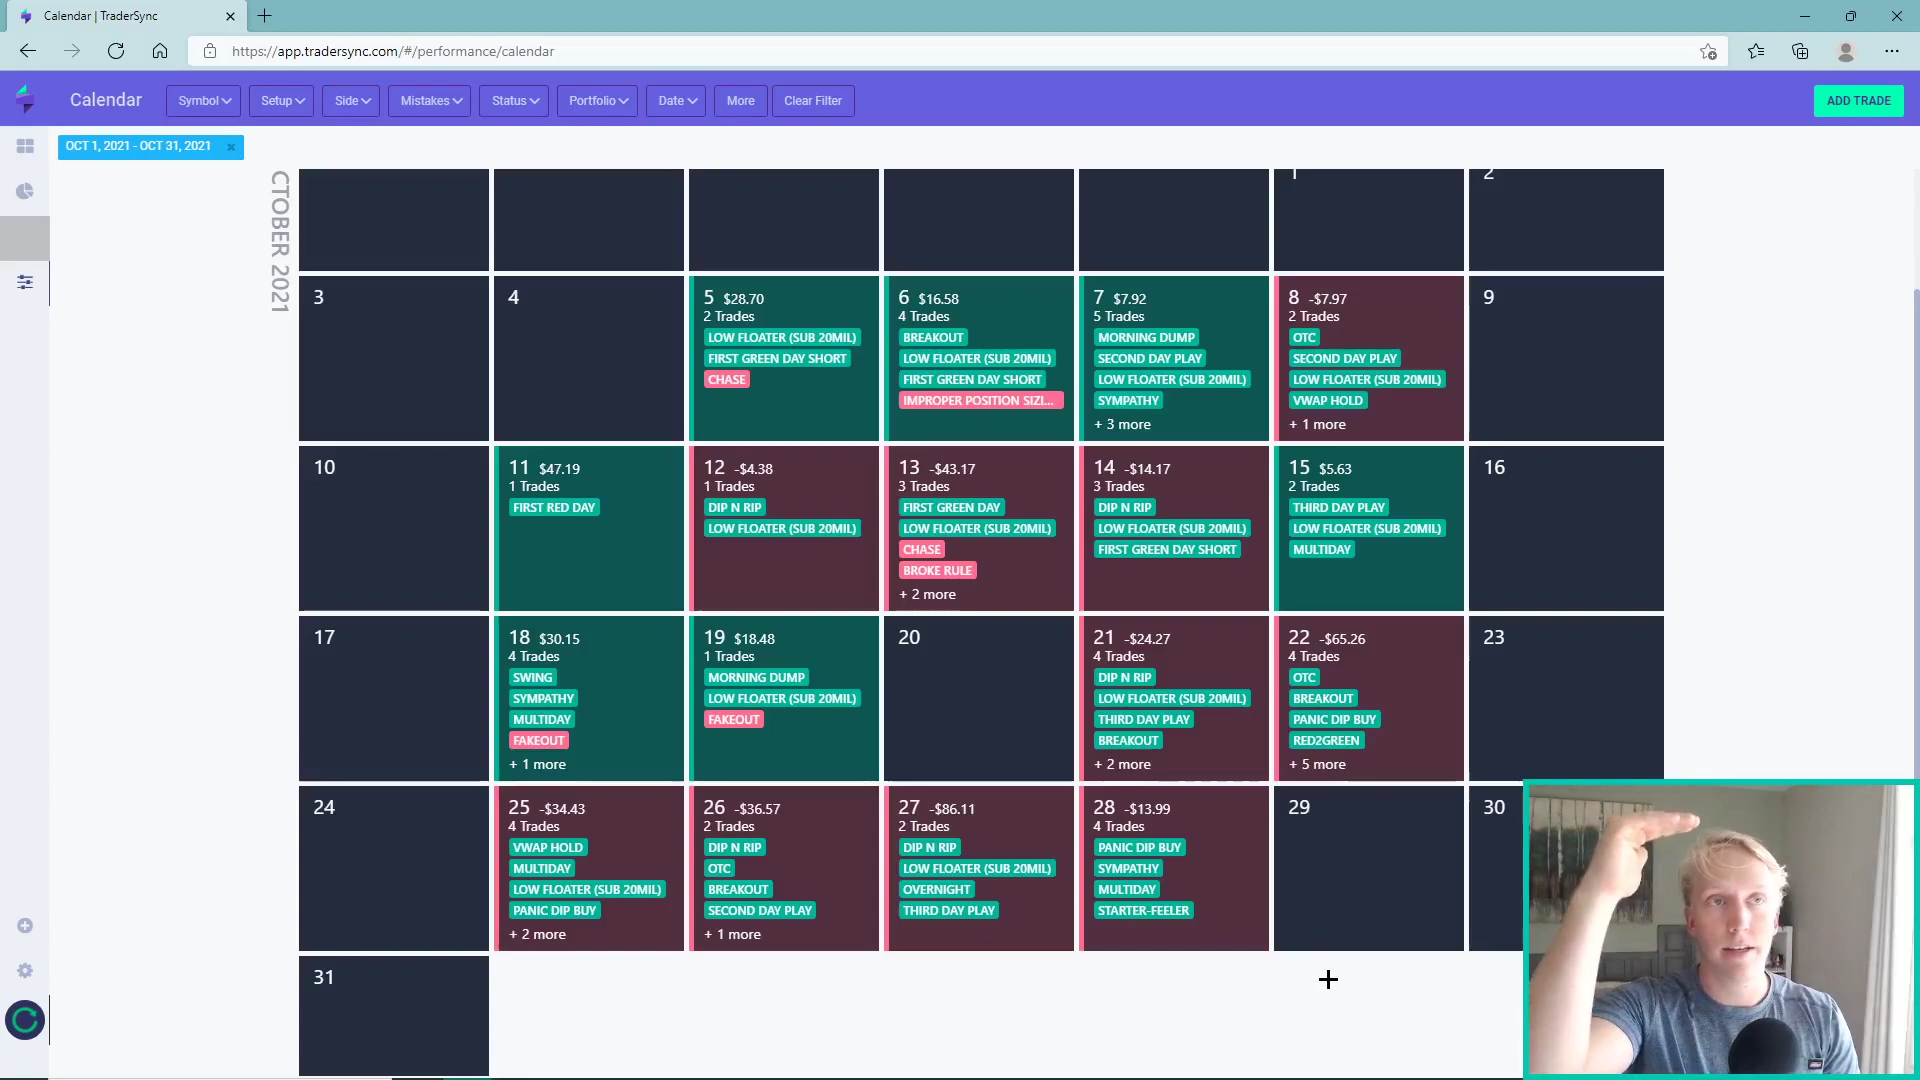 Calendar | TraderSync
https://app.tradersync.com/#/performance/calendar
Calendar
Symbol
Setup
Side
Mistakes
Status
Portfolio
Date
More
Clear Filter
ADD TRADE
OCT 1, 2021 - OCT 31, 2021 ×
CTOBER 2021
1
2
3
4
5 $28.70
2 Trades
LOW FLOATER (SUB 20MIL)
FIRST GREEN DAY SHORT
CHASE
6 $16.58
4 Trades
BREAKOUT
LOW FLOATER (SUB 20MIL)
FIRST GREEN DAY SHORT
IMPROPER POSITION SIZI...
7 $7.92
5 Trades
MORNING DUMP
SECOND DAY PLAY
LOW FLOATER (SUB 20MIL)
SYMPATHY
+ 3 more
8 -$7.97
2 Trades
OTC
SECOND DAY PLAY
LOW FLOATER (SUB 20MIL)
VWAP HOLD
+ 1 more
9
10
11 $47.19
1 Trades
FIRST RED DAY
12 -$4.38
1 Trades
DIP N RIP
LOW FLOATER (SUB 20MIL)
13 -$43.17
3 Trades
FIRST GREEN DAY
LOW FLOATER (SUB 20MIL)
CHASE
BROKE RULE
+ 2 more
14 -$14.17
3 Trades
DIP N RIP
LOW FLOATER (SUB 20MIL)
FIRST GREEN DAY SHORT
15 $5.63
2 Trades
THIRD DAY PLAY
LOW FLOATER (SUB 20MIL)
MULTIDAY
16
17
18 $30.15
4 Trades
SWING
SYMPATHY
MULTIDAY
FAKEOUT
+ 1 more
19 $18.48
1 Trades
MORNING DUMP
LOW FLOATER (SUB 20MIL)
FAKEOUT
20
21 -$24.27
4 Trades
DIP N RIP
LOW FLOATER (SUB 20MIL)
THIRD DAY PLAY
BREAKOUT
+ 2 more
22 -$65.26
4 Trades
OTC
BREAKOUT
PANIC DIP BUY
RED2GREEN
+ 5 more
23
24
25 -$34.43
4 Trades
VWAP HOLD
MULTIDAY
LOW FLOATER (SUB 20MIL)
PANIC DIP BUY
+ 2 more
26 -$36.57
2 Trades
DIP N RIP
OTC
BREAKOUT
SECOND DAY PLAY
+ 1 more
27 -$86.11
2 Trades
DIP N RIP
LOW FLOATER (SUB 20MIL)
OVERNIGHT
THIRD DAY PLAY
28 -$13.99
4 Trades
PANIC DIP BUY
SYMPATHY
MULTIDAY
STARTER-FEELER
29
30
31